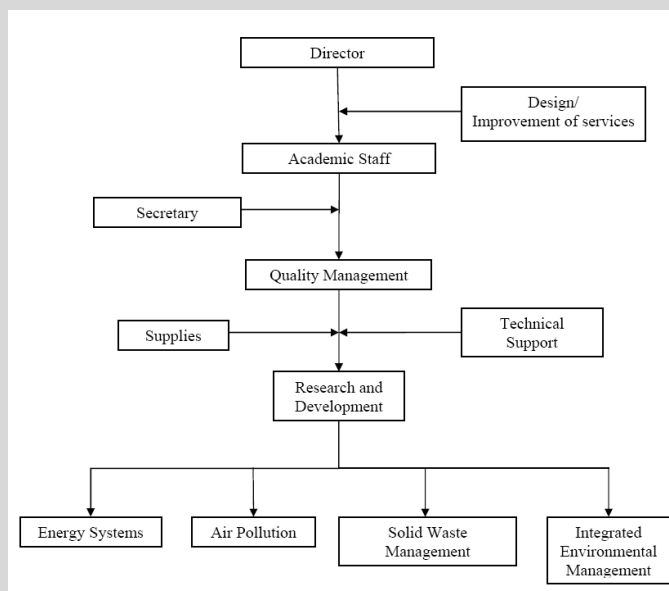 Director
Design/
Improvement of services
Academic Staff
Secretary
Quality Management
Supplies
Technical
Support
Research and
Development
Energy Systems
Air Pollution
Solid Waste
Management
Integrated
Environmental
Management